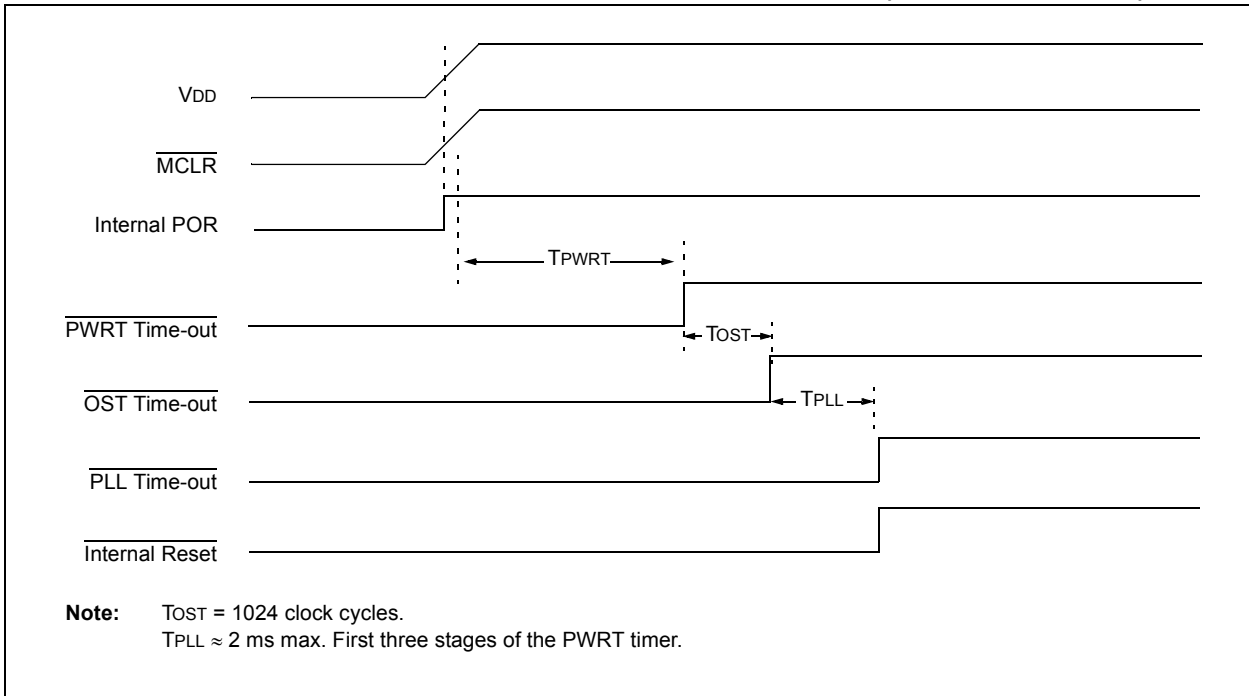 VDD
MCLR
Internal POR
TPWRT
PWRT Time-out
TOST
OST Time-out
TPLL
PLL Time-out
Internal Reset
Note: TOST = 1024 clock cycles.
TPLL ≈ 2 ms max. First three stages of the PWRT timer.